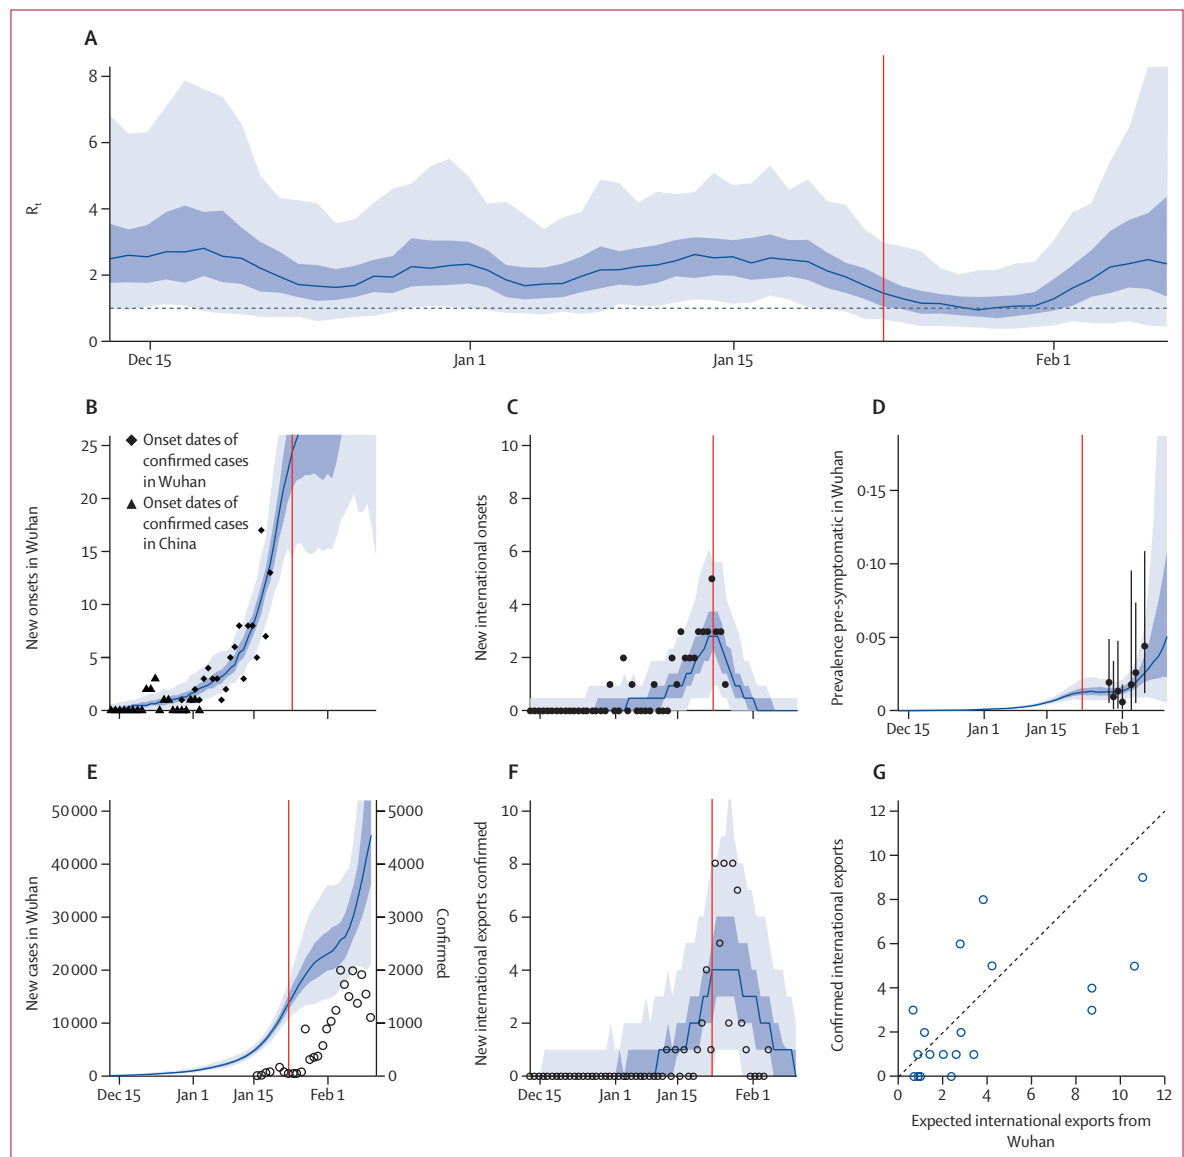 A
8
6
4
2
0
Rt
Dec 15
Jan 1
Jan 15
Feb 1
B
25
20
15
10
5
0
New onsets in Wuhan
Onset dates of
confirmed cases
in Wuhan
Onset dates of
confirmed cases
in China
C
10
8
6
4
2
0
New international onsets
D
0·15
0·10
0·05
0
Prevalence pre-symptomatic in Wuhan
Dec 15
Jan 1
Jan 15
Feb 1
E
50 000
40 000
30 000
20 000
10 000
0
New cases in Wuhan
5000
4000
3000
2000
1000
0
Confirmed
Dec 15
Jan 1
Jan 15
Feb 1
F
10
8
6
4
2
0
New international exports confirmed
Dec 15
Jan 1
Jan 15
Feb 1
G
12
10
8
6
4
2
0
Confirmed international exports
0
2
4
6
8
10
12
Expected international exports from
Wuhan